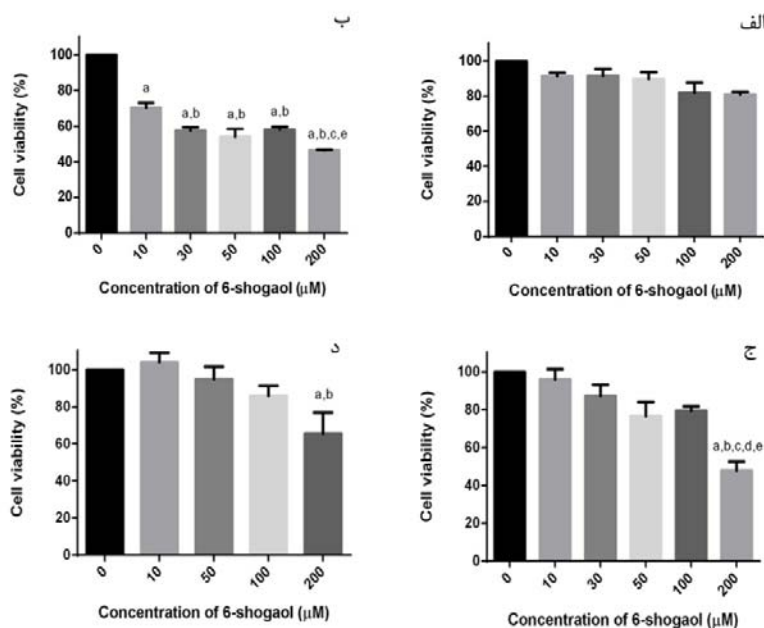 الف
Cell viability (%)
100
80
60
40
20
0
0 10 30 50 100 200
Concentration of 6-shogaol (µM)
ب
Cell viability (%)
100
80
60
40
20
0
a a,b a,b a,b a,b,c,e
0 10 30 50 100 200
Concentration of 6-shogaol (µM)
ج
Cell viability (%)
100
80
60
40
20
0
a,b,c,d,e
0 10 30 50 100 200
Concentration of 6-shogaol (µM)
د
Cell viability (%)
100
80
60
40
20
0
a,b
0 10 50 100 200
Concentration of 6-shogaol (µM)